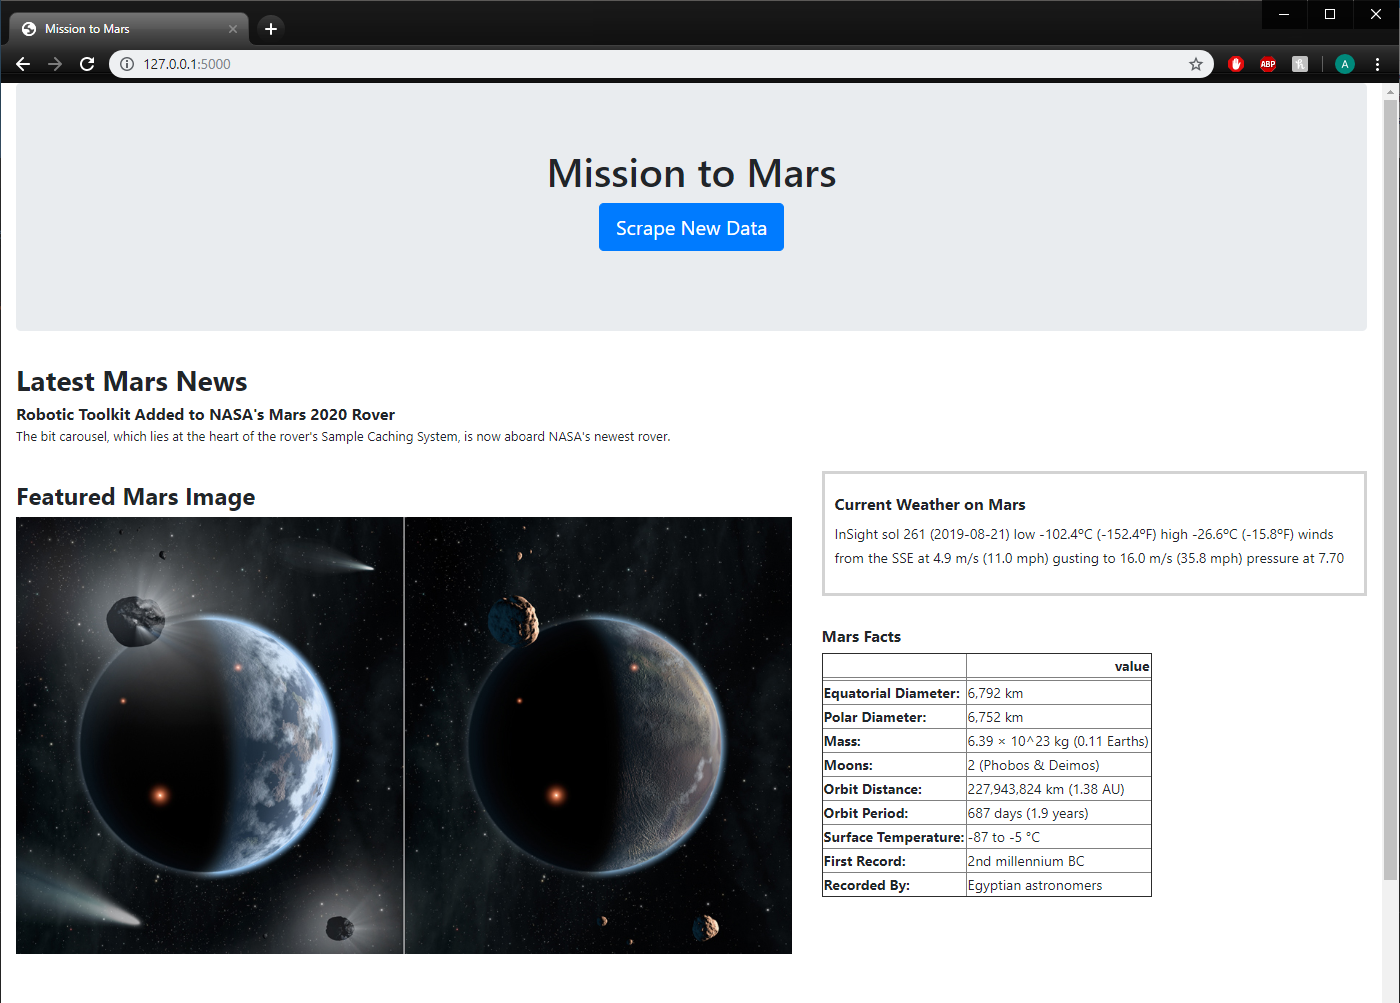 Mission to Mars
127.0.0.1:5000
ABP
A
Mission to Mars
Scrape New Data
Latest Mars News
Robotic Toolkit Added to NASA's Mars 2020 Rover
The bit carousel, which lies at the heart of the rover's Sample Caching System, is now aboard NASA's newest rover.
Featured Mars Image
Current Weather on Mars
InSight sol 261 (2019-08-21) low -102.4ºC (-152.4ºF) high -26.6ºC (-15.8ºF) winds
from the SSE at 4.9 m/s (11.0 mph) gusting to 16.0 m/s (35.8 mph) pressure at 7.70
Mars Facts
value
Equatorial Diameter: 6,792 km
Polar Diameter: 6,752 km
Mass: 6.39 × 10^23 kg (0.11 Earths)
Moons: 2 (Phobos & Deimos)
Orbit Distance: 227,943,824 km (1.38 AU)
Orbit Period: 687 days (1.9 years)
Surface Temperature: -87 to -5 °C
First Record: 2nd millennium BC
Recorded By: Egyptian astronomers